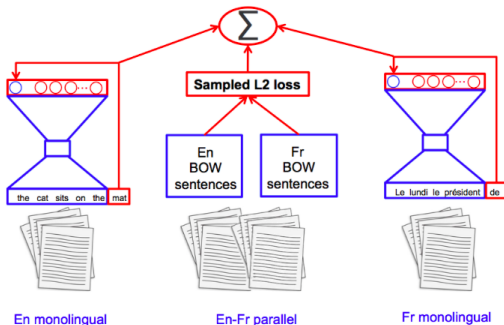 Σ
Sampled L2 loss
En
BOW
sentences
Fr
BOW
sentences
the cat sits on the mat
Le lundi le président de
En monolingual
En-Fr parallel
Fr monolingual